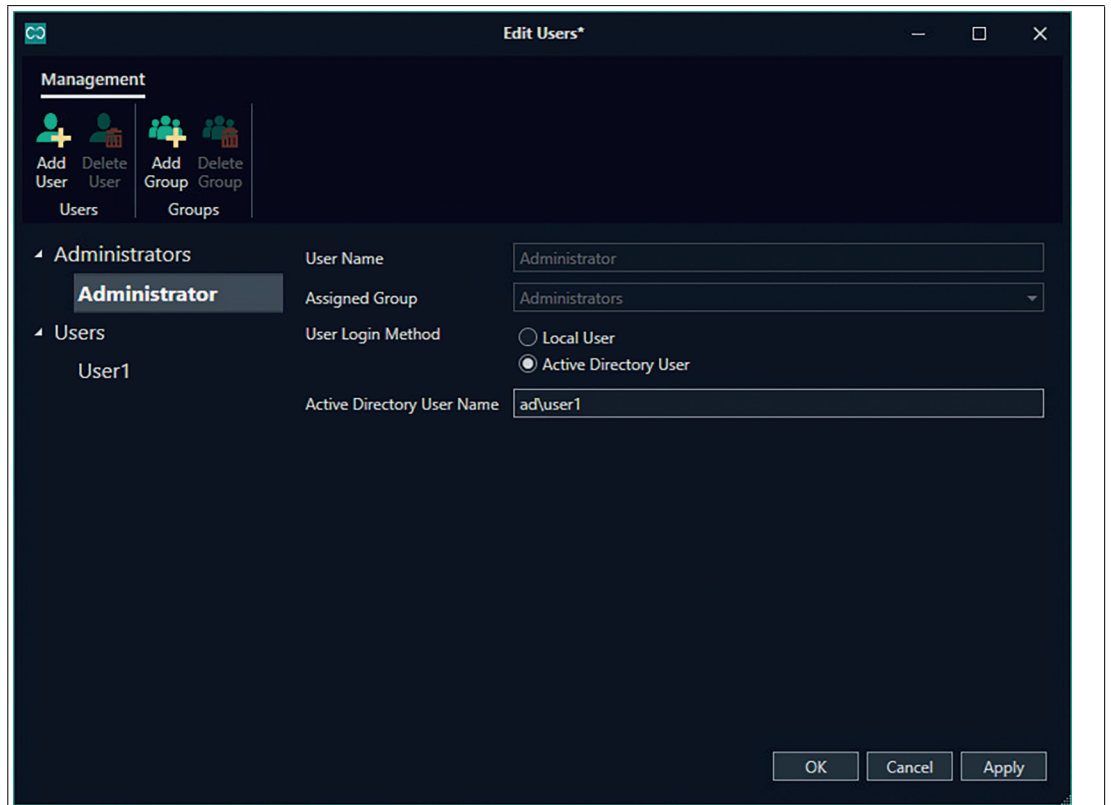 Edit Users*
Management
Add User
Delete User
Add Group
Delete Group
Users
Groups
Administrators
Administrator
Users
User1
User Name
Administrator
Assigned Group
Administrators
User Login Method
Local User
Active Directory User
Active Directory User Name
ad\user1
OK
Cancel
Apply